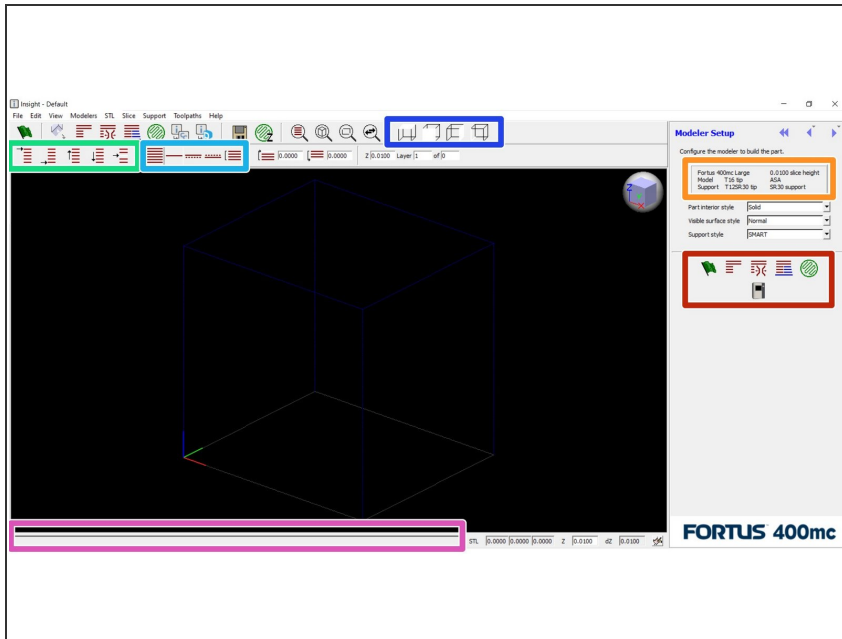 Insight - Default
File Edit View Modelers STL Slice Support Toolpaths Help
0.0000 0.0000 Z 0.0100 Layer 1 of 0
Z
X
Modeler Setup
Configure the modeler to build the part.
Fortus 400mc Large 0.0100 slice height
Model T16 tip ASA
Support T12SR30 tip SR30 support
Part interior style Solid
Visible surface style Normal
Support style SMART
STL 0.0000 0.0000 0.0000 Z 0.0100 dZ 0.0100
FORTUS 400mc